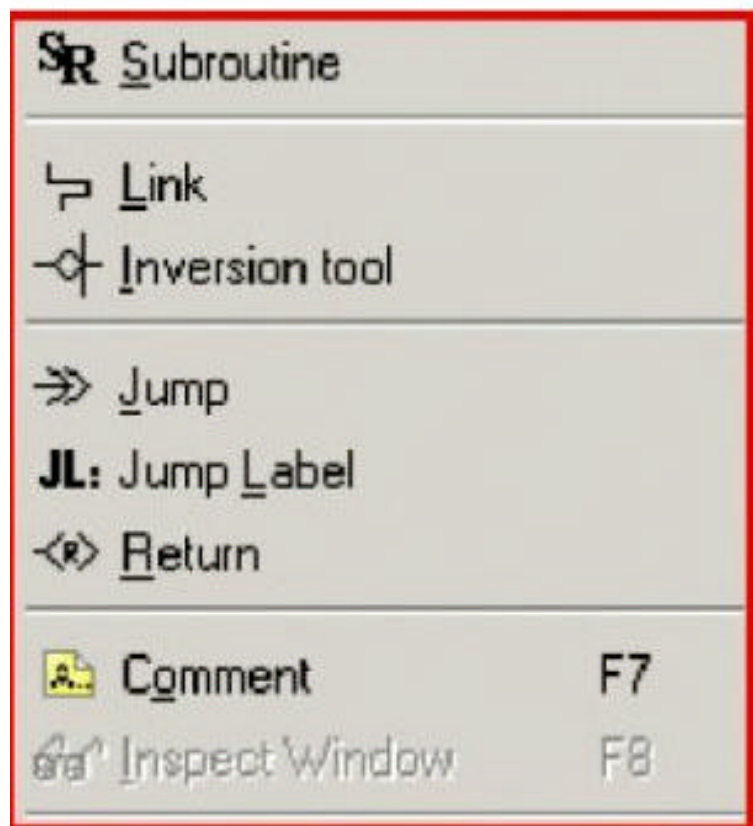 SR Subroutine
Link
Inversion tool
Jump
JL: Jump Label
<R> Return
A.. Comment F7
Inspect Window F8